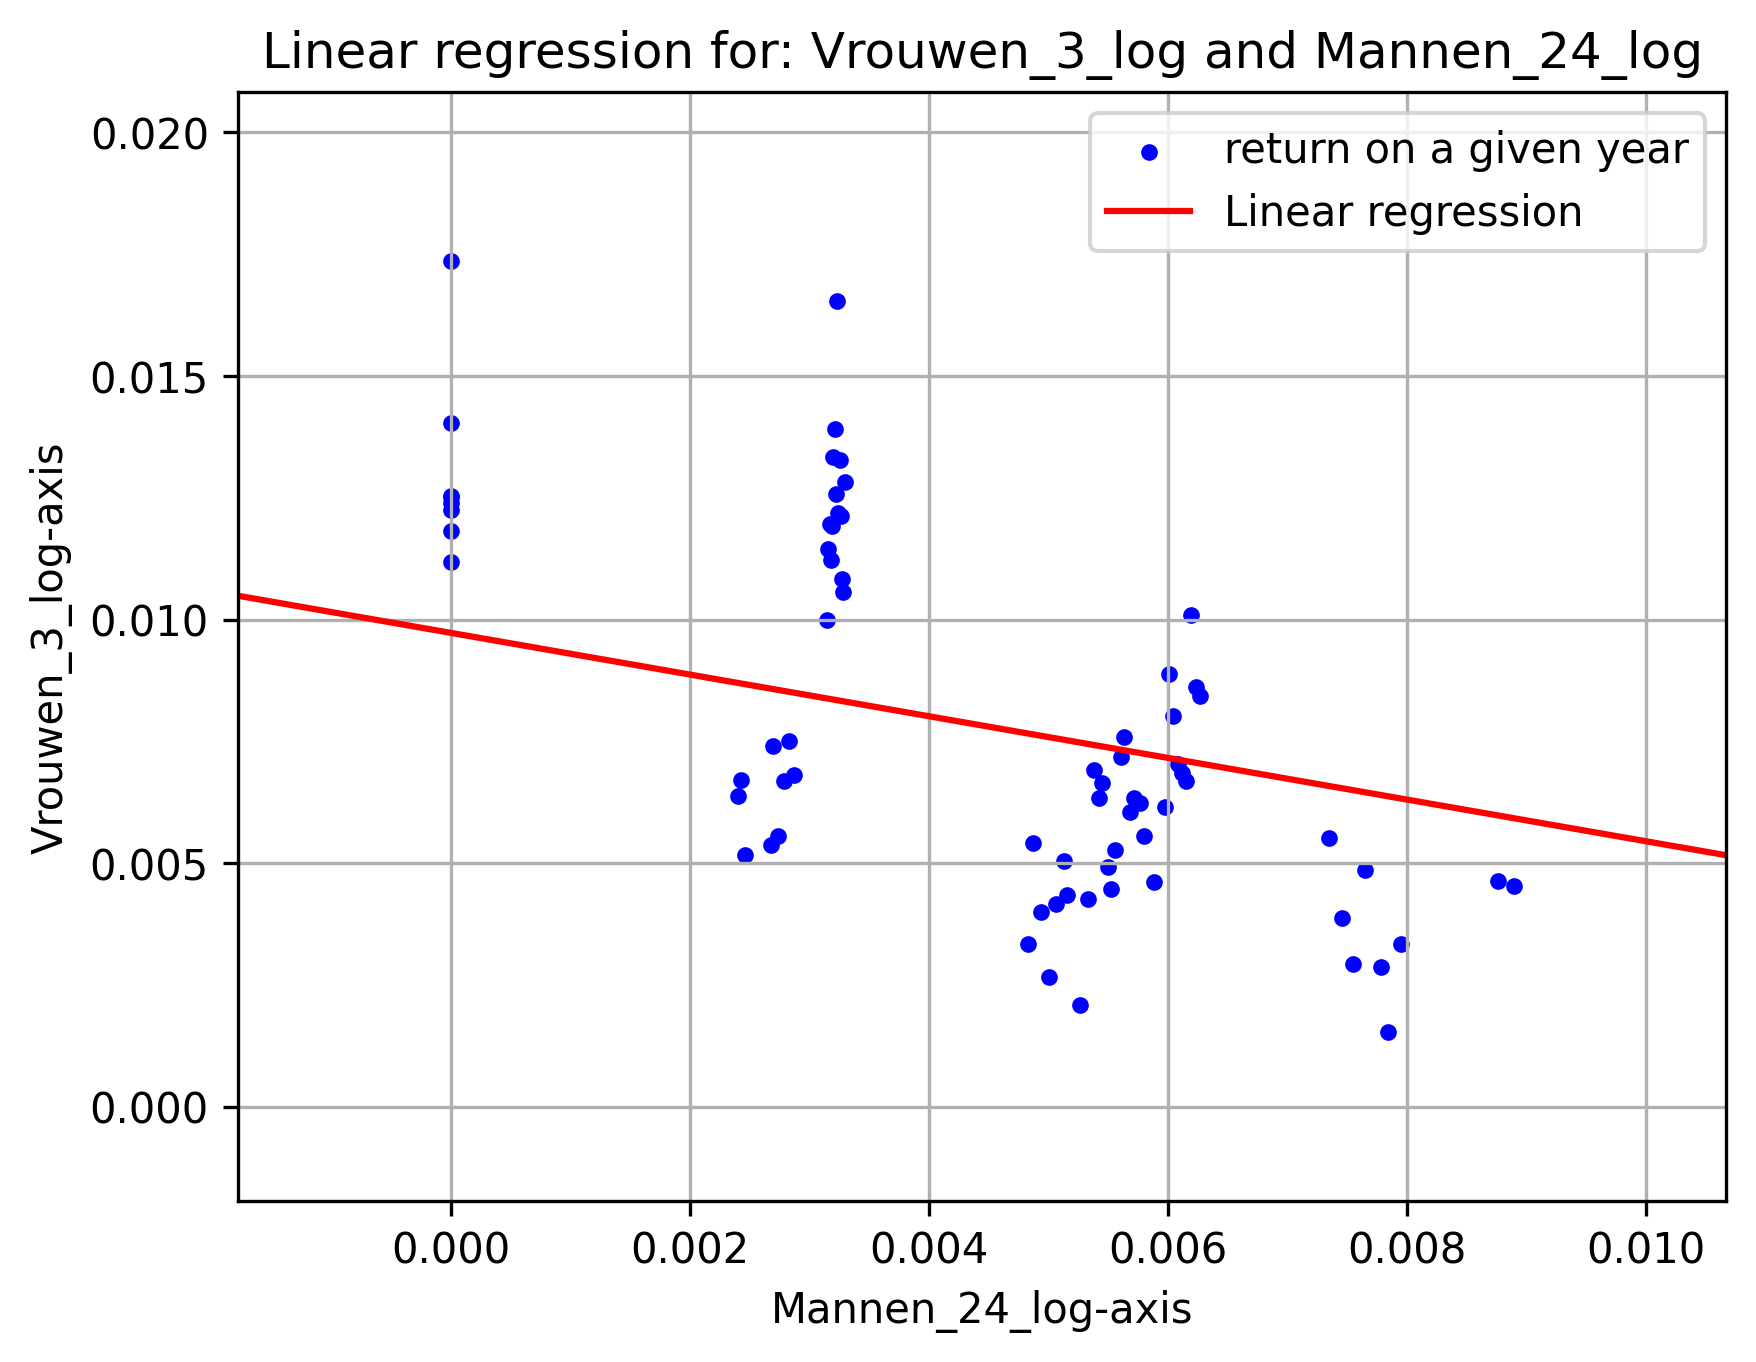 Linear regression for: Vrouwen_3_log and Mannen_24_log
return on a given year
Linear regression
0.020
0.015
0.010
0.005
0.000
Vrouwen_3_log-axis
0.000 0.002 0.004 0.006 0.008 0.010
Mannen_24_log-axis